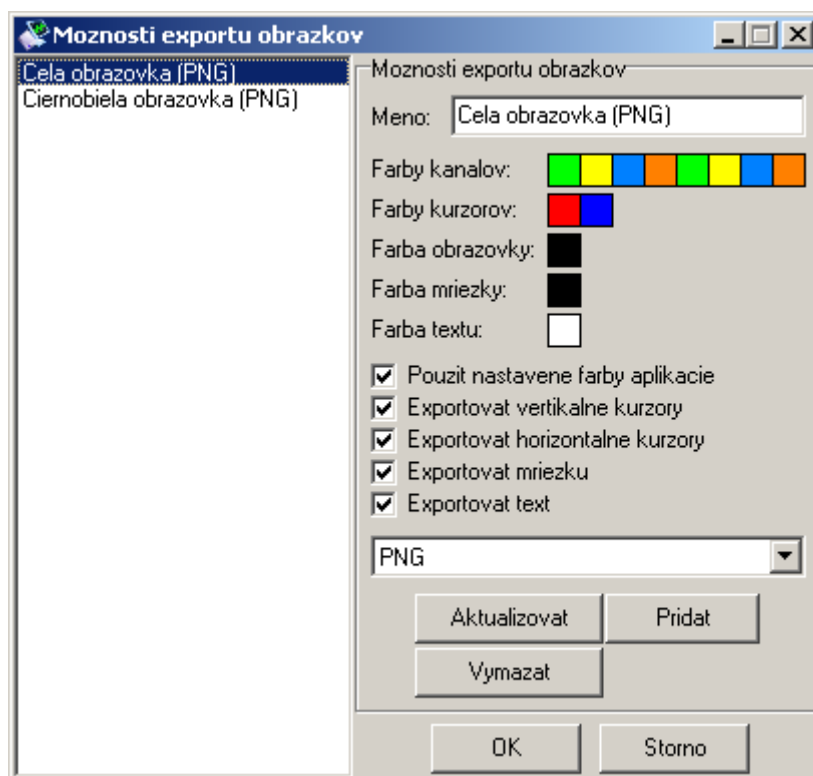 Moznosti exportu obrazkov
Cela obrazovka (PNG)
Ciernobiela obrazovka (PNG)
Moznosti exportu obrazkov
Meno: Cela obrazovka (PNG)
Farby kanalov:
Farby kurzorov:
Farba obrazovky:
Farba mriezky:
Farba textu:
Pouzit nastavene farby aplikacie
Exportovat vertikalne kurzory
Exportovat horizontalne kurzory
Exportovat mriezku
Exportovat text
PNG
Aktualizovat Pridat
Vymazat
OK Storno